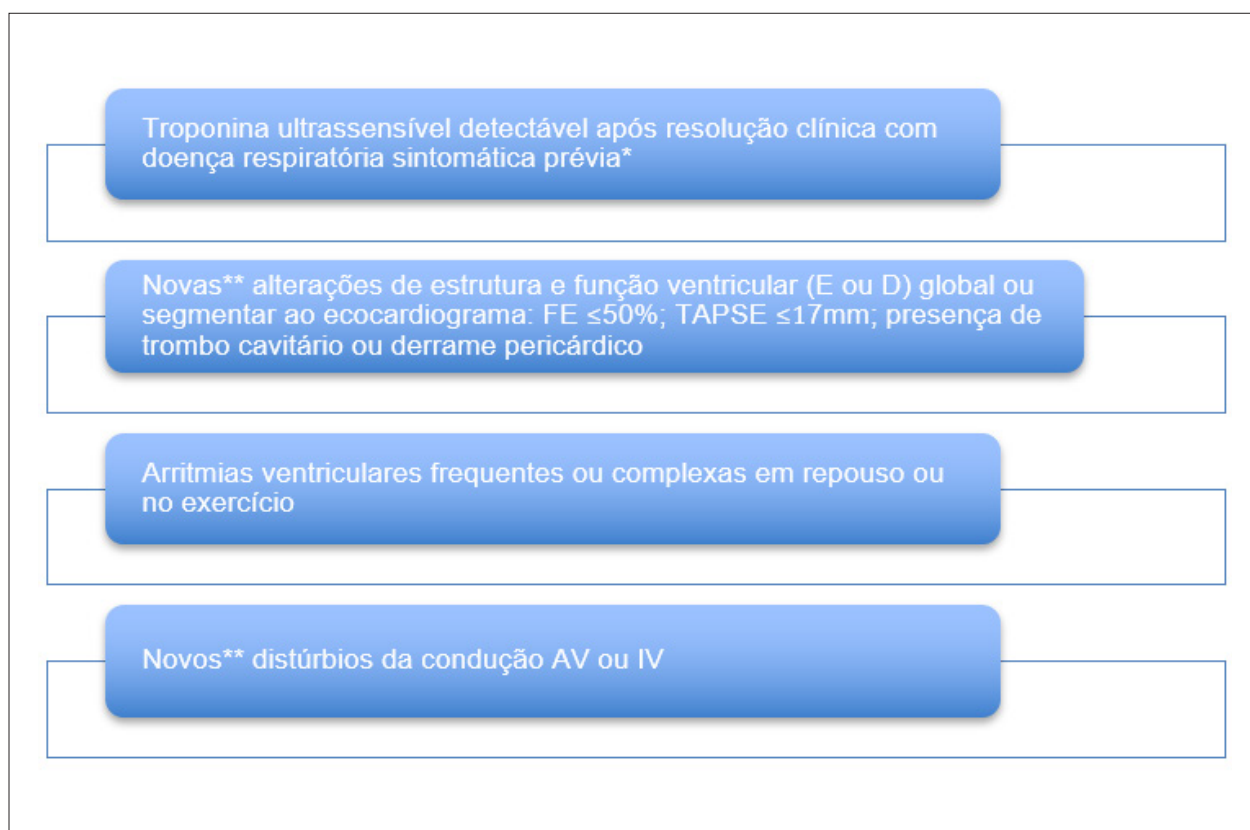 Troponina ultrassensível detectável após resolução clínica com
doença respiratória sintomática prévia*
Novas** alterações de estrutura e função ventricular (E ou D) global ou
segmentar ao ecocardiograma: FE ≤50%; TAPSE ≤17mm; presença de
trombo cavitário ou derrame pericárdico
Arritmias ventriculares frequentes ou complexas em repouso ou
no exercício
Novos** distúrbios da condução AV ou IV